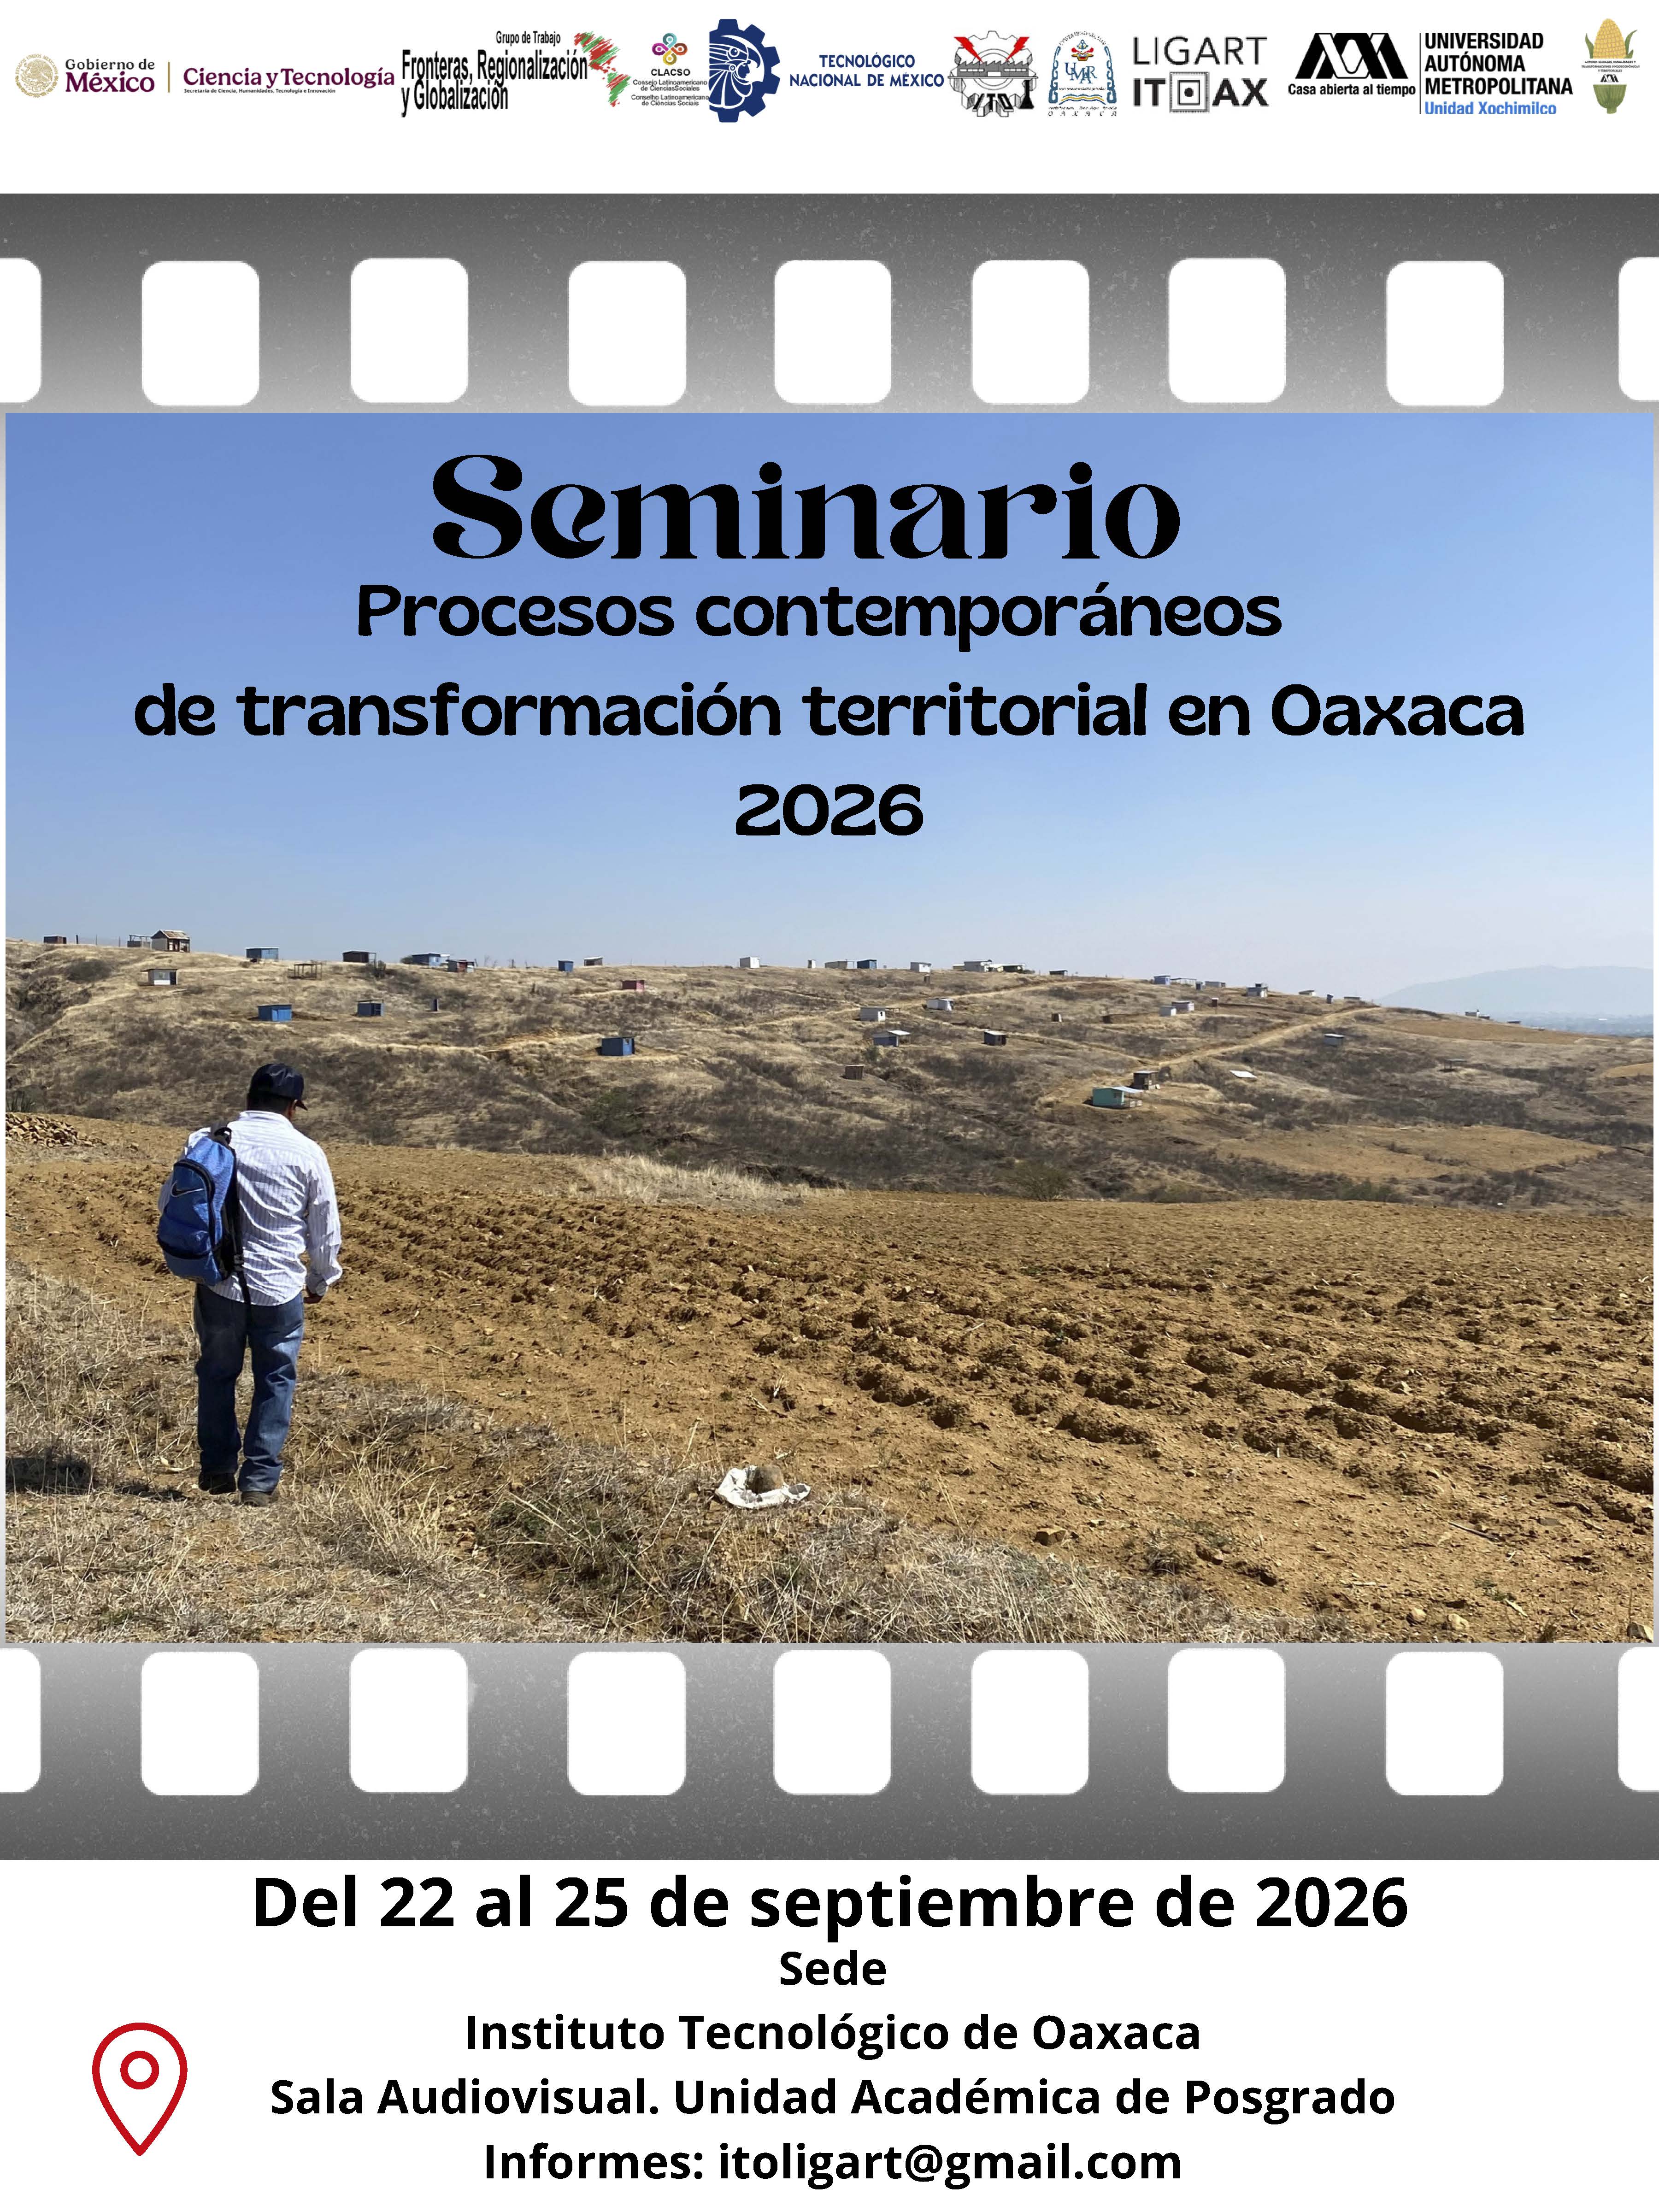 Gobierno de
México
Ciencia y Tecnología
Secretaría de Ciencia, Humanidades, Tecnología e Innovación
Grupo de Trabajo
Fronteras, Regionalización
y Globalización
CLACSO
Consejo Latinoamericano
de Ciencias Sociales
Conselho Latino-americano
de Ciências Sociais
TECNOLÓGICO
NACIONAL DE MÉXICO
ITO
UMAR
OAXACA
LIGART
ITOAX
Casa abierta al tiempo
UNIVERSIDAD
AUTÓNOMA
METROPOLITANA
Unidad Xochimilco
Seminario
Procesos contemporáneos
de transformación territorial en Oaxaca
2026
Del 22 al 25 de septiembre de 2026
Sede
Instituto Tecnológico de Oaxaca
Sala Audiovisual. Unidad Académica de Posgrado
Informes: itoligart@gmail.com